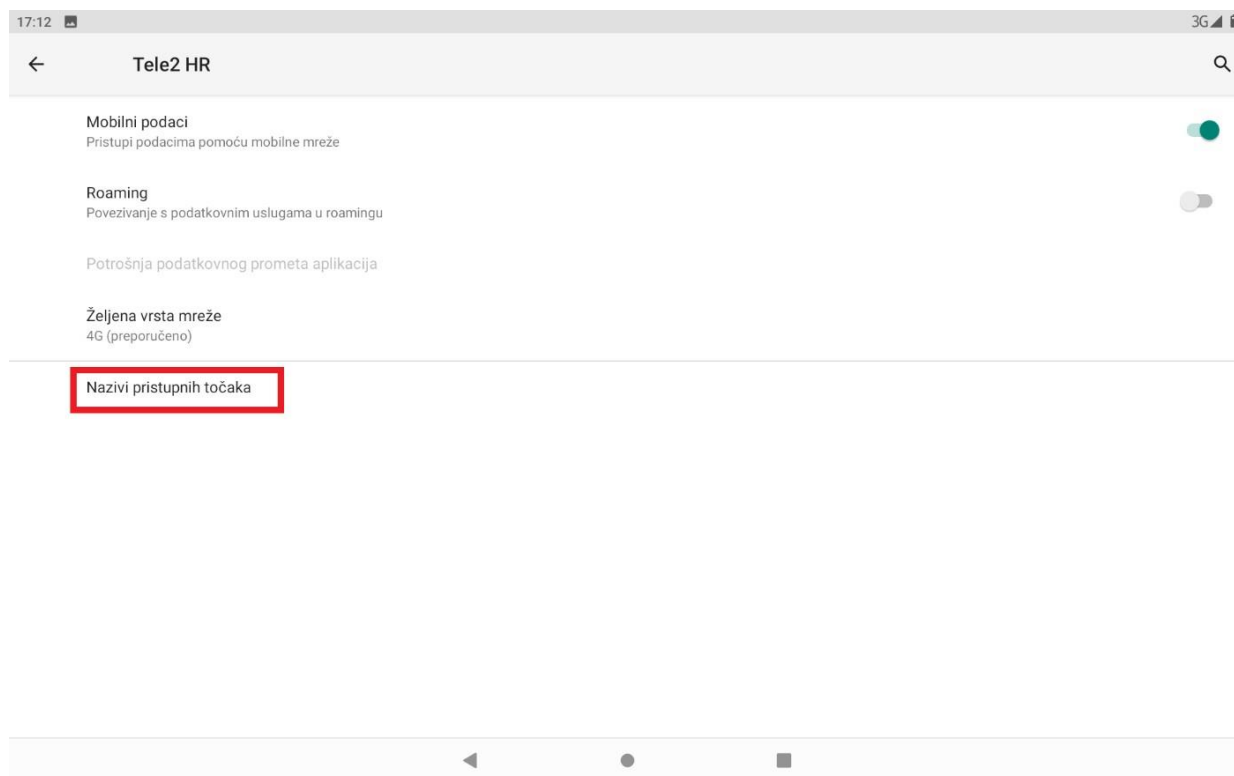 17:12
3G
Tele2 HR
Mobilni podaci
Pristupi podacima pomoću mobilne mreže
Roaming
Povezivanje s podatkovnim uslugama u roamingu
Potrošnja podatkovnog prometa aplikacija
Željena vrsta mreže
4G (preporučeno)
Nazivi pristupnih točaka